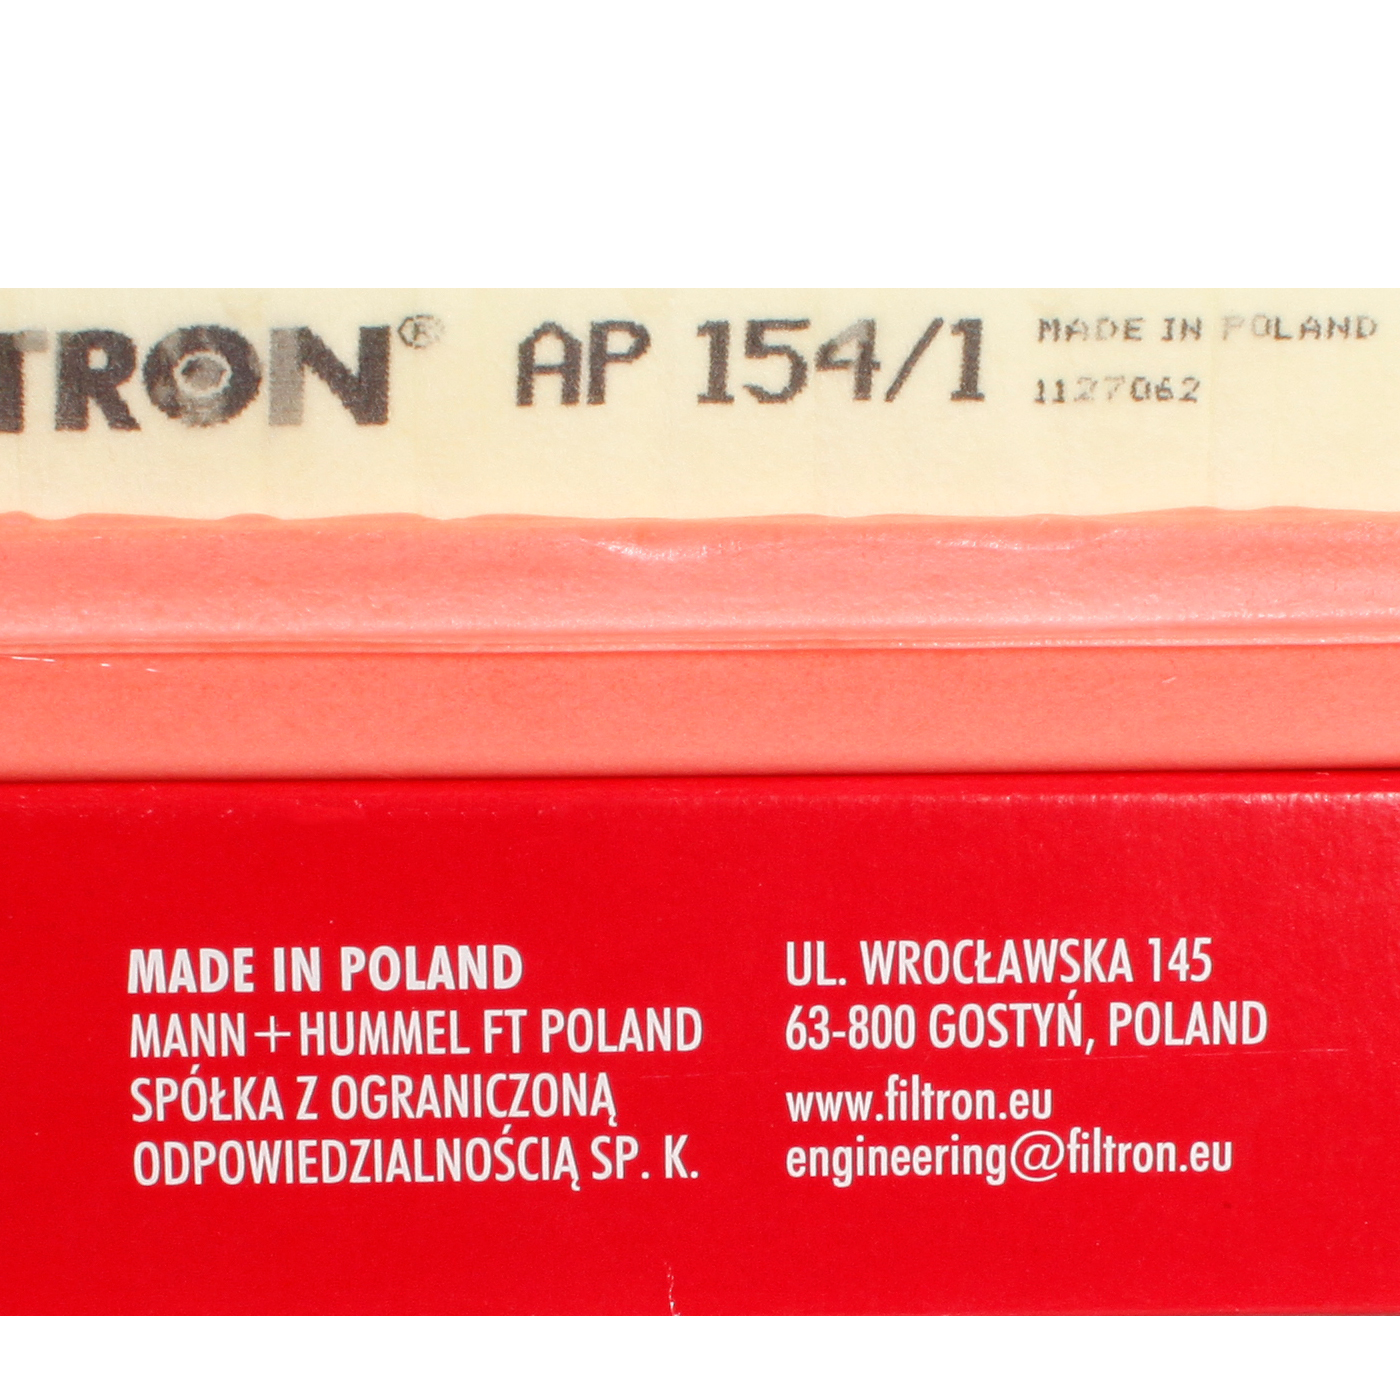 TRON® AP 154/1 MADE IN POLAND
1127062
MADE IN POLAND
MANN+HUMMEL FT POLAND
SPÓŁKA Z OGRANICZONĄ
ODPOWIEDZIALNOŚCIĄ SP. K.
UL. WROCŁAWSKA 145
63-800 GOSTYŃ, POLAND
www.filtron.eu
engineering@filtron.eu